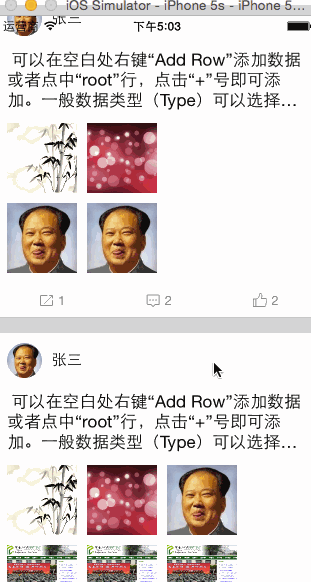 iOS Simulator - iPhone 5s - iPhone 5...
张三
运营商 下午5:03
可以在空白处右键“Add Row”添加数据
或者点中“root”行，点击“+”号即可添
加。一般数据类型（Type）可以选择...
1 2 2
张三
可以在空白处右键“Add Row”添加数据
或者点中“root”行，点击“+”号即可添
加。一般数据类型（Type）可以选择...